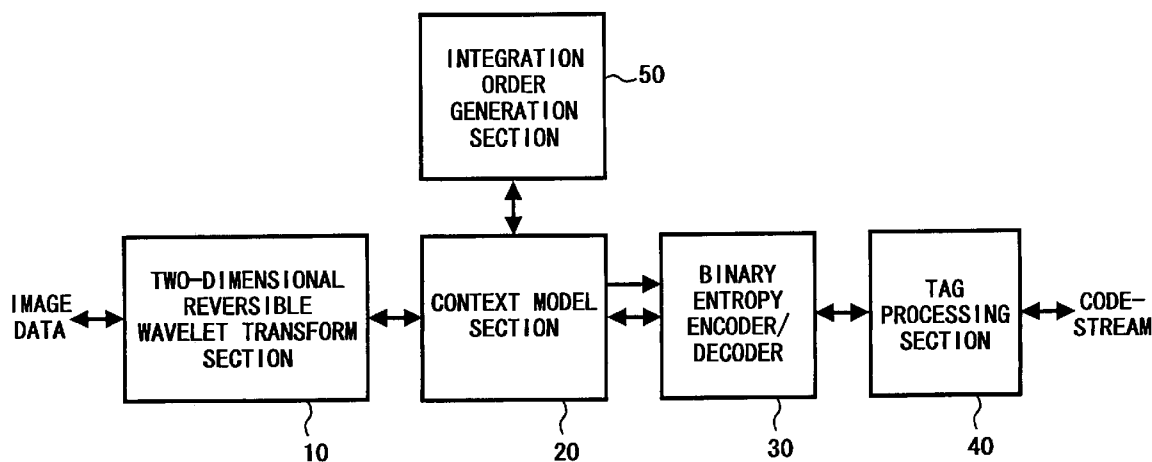 INTEGRATION
ORDER
GENERATION
SECTION
50
IMAGE
DATA
TWO-DIMENSIONAL
REVERSIBLE
WAVELET TRANSFORM
SECTION
CONTEXT MODEL
SECTION
BINARY
ENTROPY
ENCODER/
DECODER
TAG
PROCESSING
SECTION
CODE-
STREAM
10
20
30
40